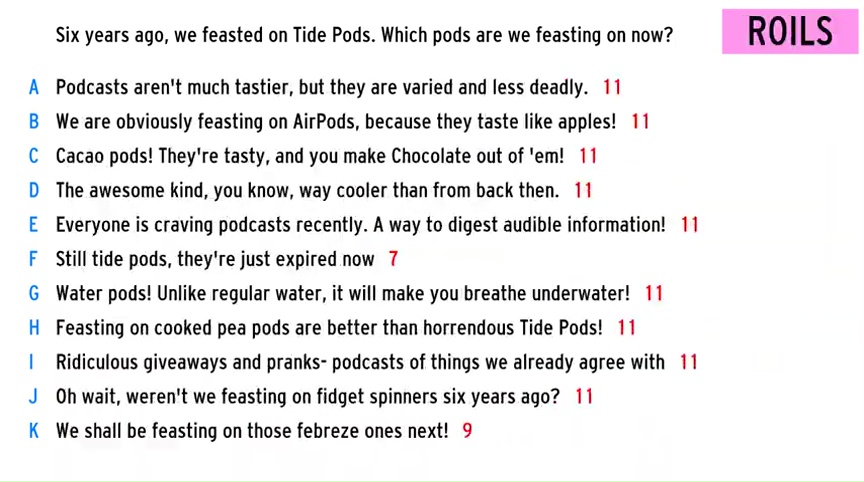 Six years ago, we feasted on Tide Pods. Which pods are we feasting on now?
ROILS
A Podcasts aren't much tastier, but they are varied and less deadly. 11
B We are obviously feasting on AirPods, because they taste like apples! 11
C Cacao pods! They're tasty, and you make Chocolate out of 'em! 11
D The awesome kind, you know, way cooler than from back then. 11
E Everyone is craving podcasts recently. A way to digest audible information! 11
F Still tide pods, they're just expired now 7
G Water pods! Unlike regular water, it will make you breathe underwater! 11
H Feasting on cooked pea pods are better than horrendous Tide Pods! 11
I Ridiculous giveaways and pranks- podcasts of things we already agree with 11
J Oh wait, weren't we feasting on fidget spinners six years ago? 11
K We shall be feasting on those febreze ones next! 9